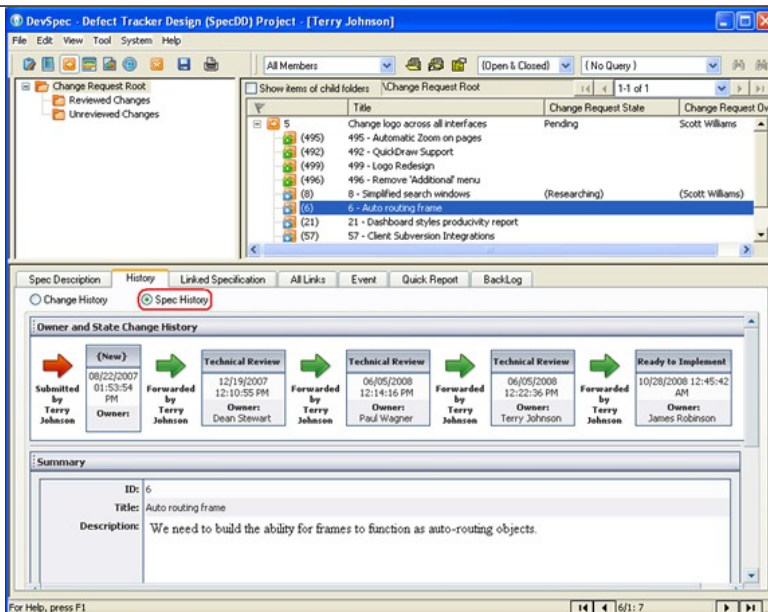 DevSpec - Defect Tracker Design (SpecDD) Project - [Terry Johnson]
File Edit View Tool System Help
All Members (Open & Closed) { No Query }
Change Request Root
Reviewed Changes
Unreviewed Changes
Show items of child folders \Change Request Root 1-1 of 1
Title Change Request State Change Request Ov
5 Change logo across all interfaces Pending Scott Williams
(495) 495 - Automatic Zoom on pages
(492) 492 - QuickDraw Support
(499) 499 - Logo Redesign
(496) 496 - Remove 'Additional' menu
(8) 8 - Simplified search windows (Researching) (Scott Williams)
(6) 6 - Auto routing frame
(21) 21 - Dashboard styles producivity report
(57) 57 - Client Subversion Integrations
Spec Description History Linked Specification All Links Event Quick Report BackLog
Change History Spec History
Owner and State Change History
Submitted
by
Terry
Johnson
{New}
08/22/2007
01:53:54
PM
Owner:
Forwarded
by
Terry
Johnson
Technical Review
12/19/2007
12:10:55 PM
Owner:
Dean Stewart
Forwarded
by
Terry
Johnson
Technical Review
06/05/2008
12:14:16 PM
Owner:
Paul Wagner
Forwarded
by
Terry
Johnson
Technical Review
06/05/2008
12:22:36 PM
Owner:
Terry Johnson
Forwarded
by
Terry
Johnson
Ready to Implement
10/28/2008 12:45:42
AM
Owner:
James Robinson
Summary
ID: 6
Title: Auto routing frame
Description: We need to build the ability for frames to function as auto-routing objects.
For Help, press F1 6/1: 7